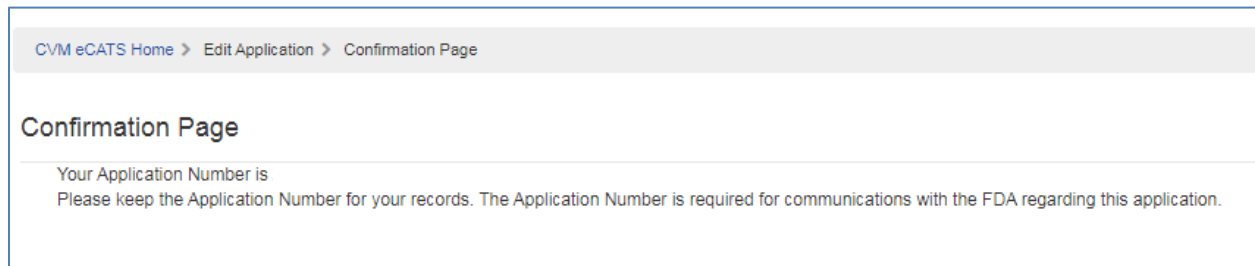 CVM eCATS Home > Edit Application > Confirmation Page
Confirmation Page
Your Application Number is
Please keep the Application Number for your records. The Application Number is required for communications with the FDA regarding this application.